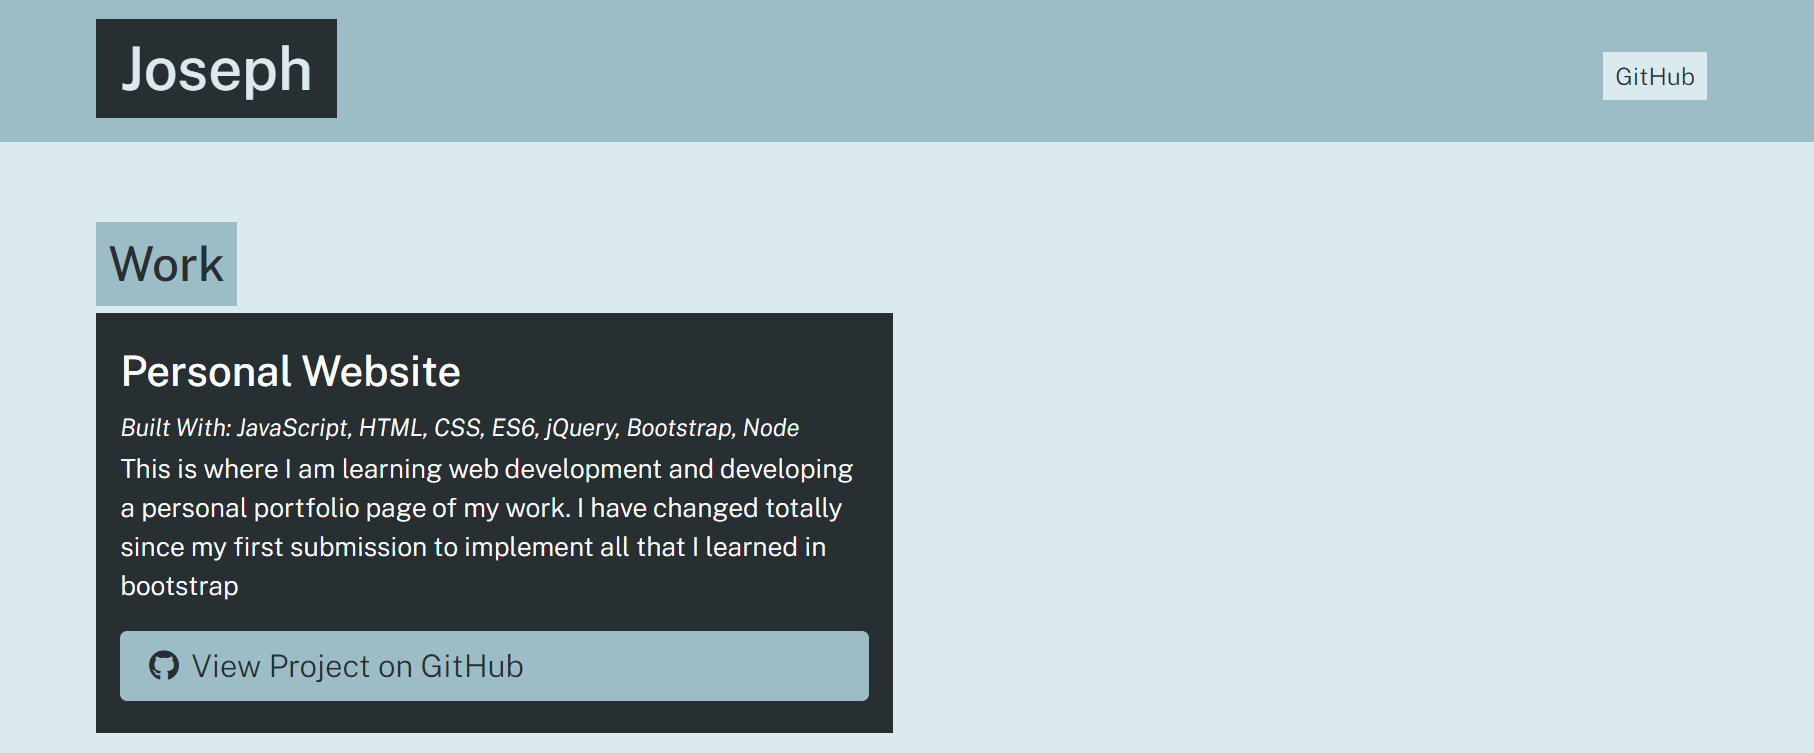 Joseph
GitHub
Work
Personal Website
Built With: JavaScript, HTML, CSS, ES6, jQuery, Bootstrap, Node
This is where I am learning web development and developing
a personal portfolio page of my work. I have changed totally
since my first submission to implement all that I learned in
bootstrap
View Project on GitHub